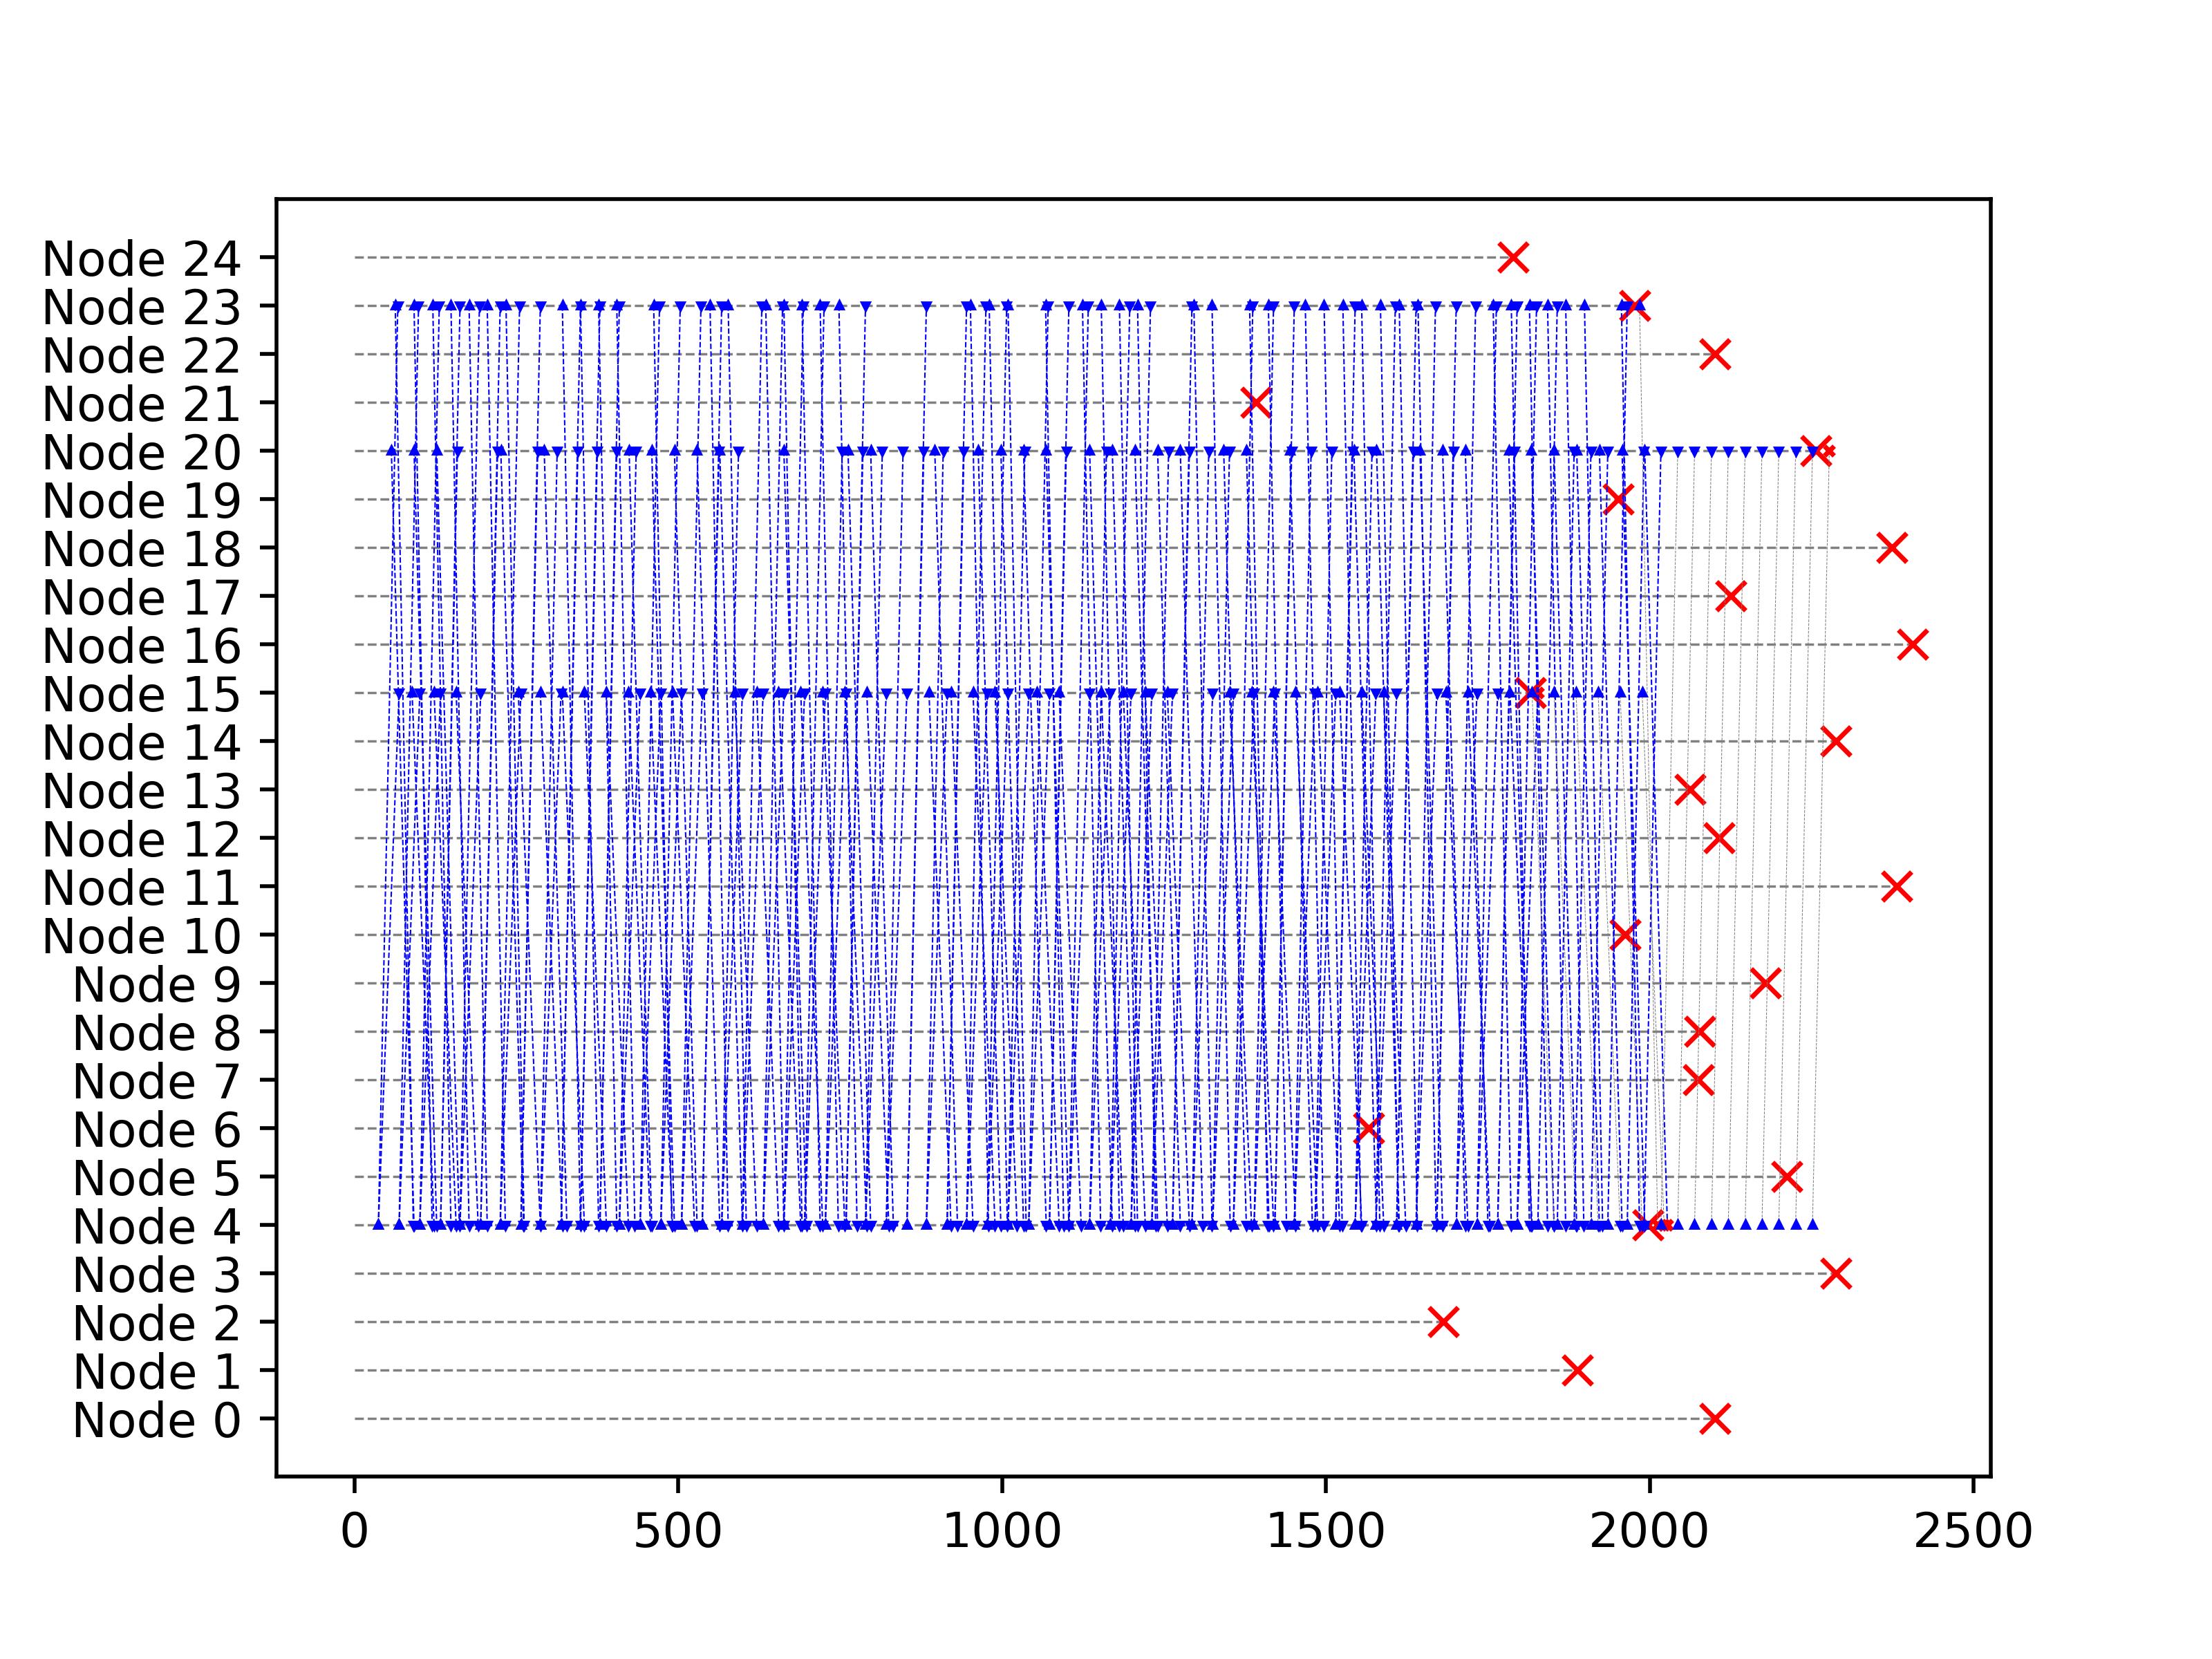 Node 24
Node 23
Node 22
Node 21
Node 20
Node 19
Node 18
Node 17
Node 16
Node 15
Node 14
Node 13
Node 12
Node 11
Node 10
Node 9
Node 8
Node 7
Node 6
Node 5
Node 4
Node 3
Node 2
Node 1
Node 0
0 500 1000 1500 2000 2500